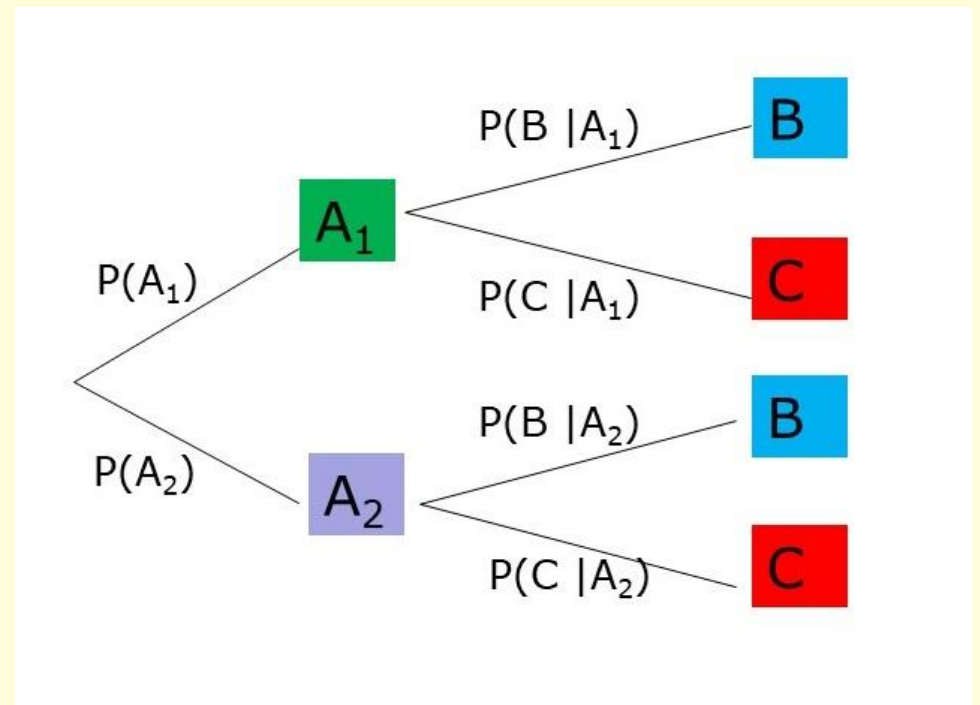 P(B |A₁)
B
A₁
P(A₁)
C
P(C |A₁)
P(B |A₂)
B
P(A₂)
A₂
C
P(C |A₂)